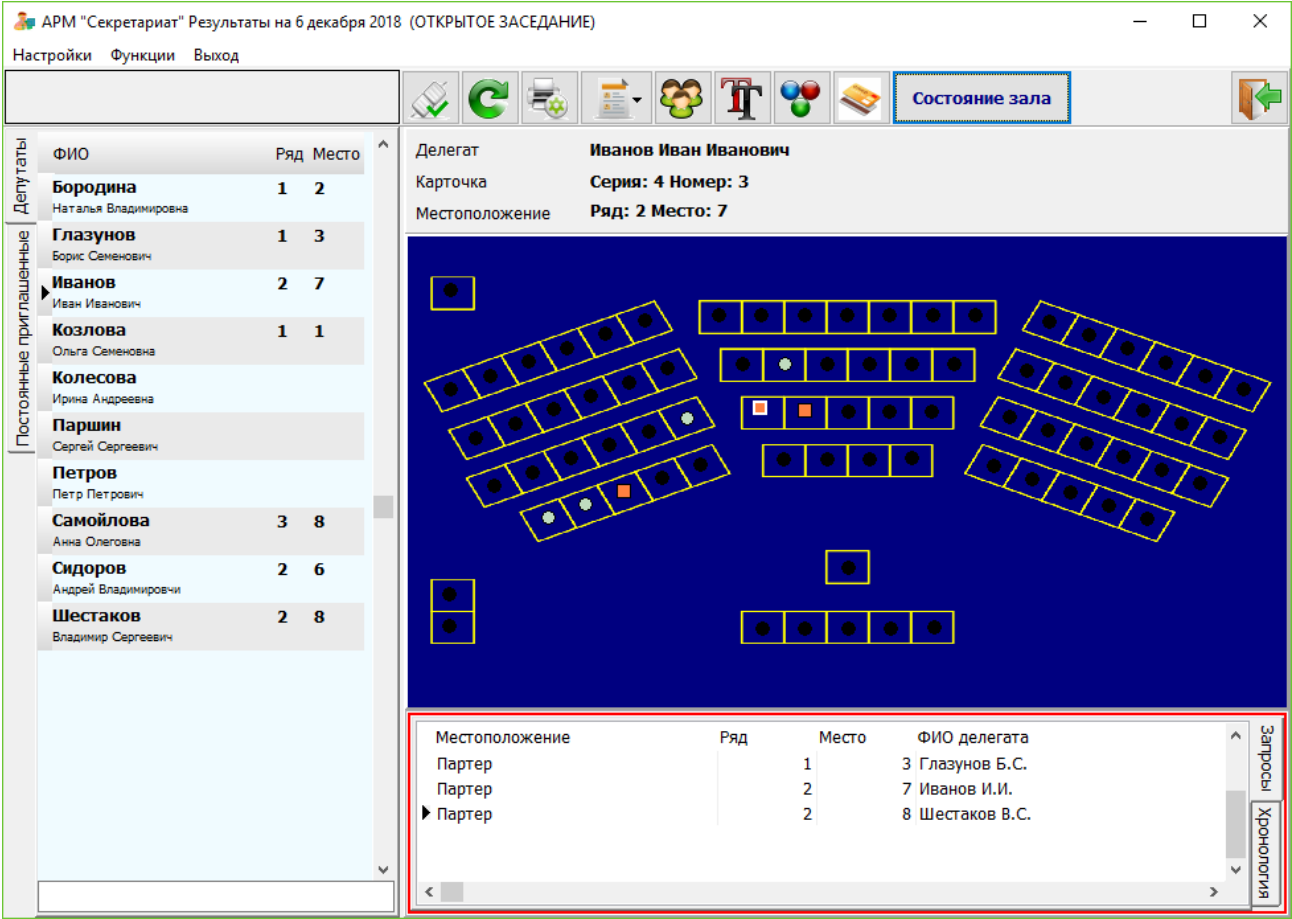 АРМ "Секретариат" Результаты на 6 декабря 2018 (ОТКРЫТОЕ ЗАСЕДАНИЕ)
Настройки Функции Выход
Состояние зала
Депутаты
Постоянные приглашенные
ФИО Ряд Место
Бородина 1 2
Наталья Владимировна
Глазунов 1 3
Борис Семенович
Иванов 2 7
Иван Иванович
Козлова 1 1
Ольга Семеновна
Колесова
Ирина Андреевна
Паршин
Сергей Сергеевич
Петров
Петр Петрович
Самойлова 3 8
Анна Олеговна
Сидоров 2 6
Андрей Владимировчи
Шестаков 2 8
Владимир Сергеевич
Делегат Иванов Иван Иванович
Карточка Серия: 4 Номер: 3
Местоположение Ряд: 2 Место: 7
Местоположение Ряд Место ФИО делегата
Партер 1 3 Глазунов Б.С.
Партер 2 7 Иванов И.И.
Партер 2 8 Шестаков В.С.
Запросы
Хронология